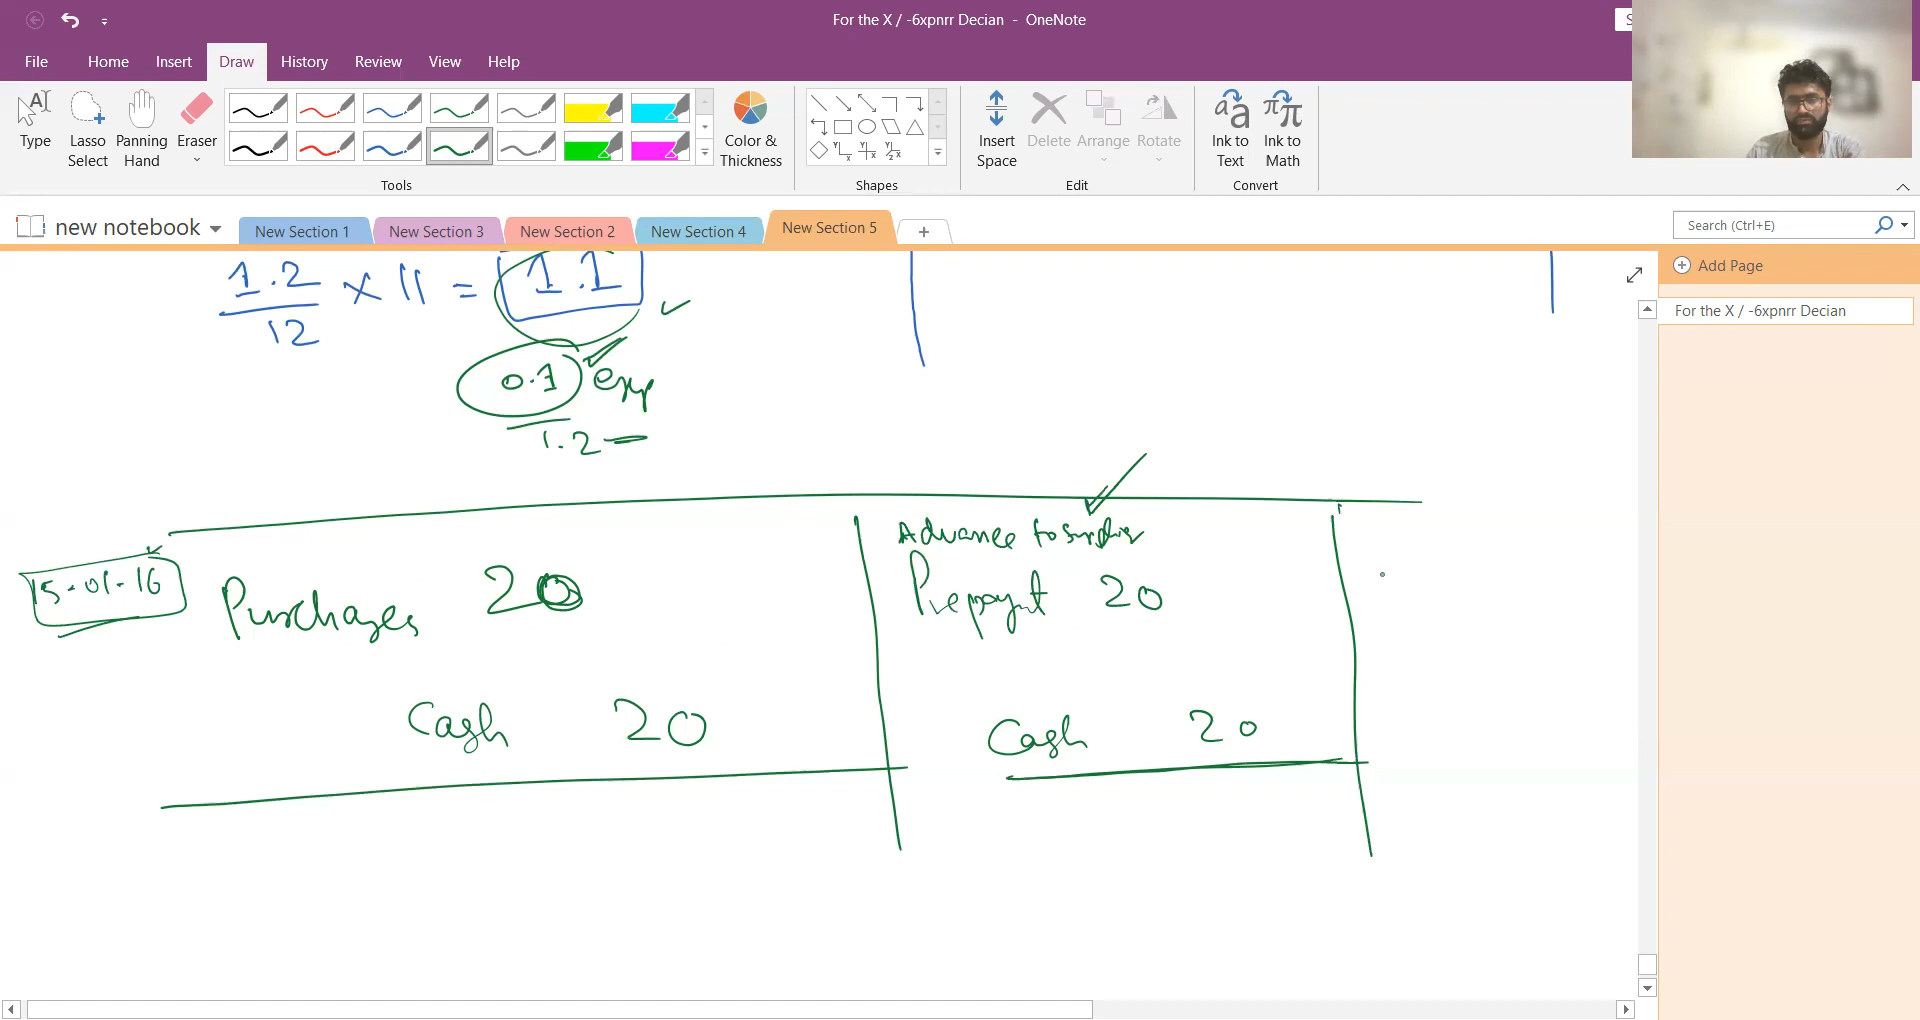 For the X / -6xpnrr Decian - OneNote
File Home Insert Draw History Review View Help
Type
Lasso Select
Panning Hand
Eraser
Color & Thickness
Insert Space
Delete
Arrange
Rotate
Ink to Text
Ink to Math
Tools
Shapes
Edit
Convert
new notebook
New Section 1
New Section 3
New Section 2
New Section 4
New Section 5
Search (Ctrl+E)
Add Page
For the X / -6xpnrr Decian
1.2
12
× 11 = 1.1
0.1 exp
1.2
Advance to
15-01-16
Purchases 20
20
Cash 20
Cash 20